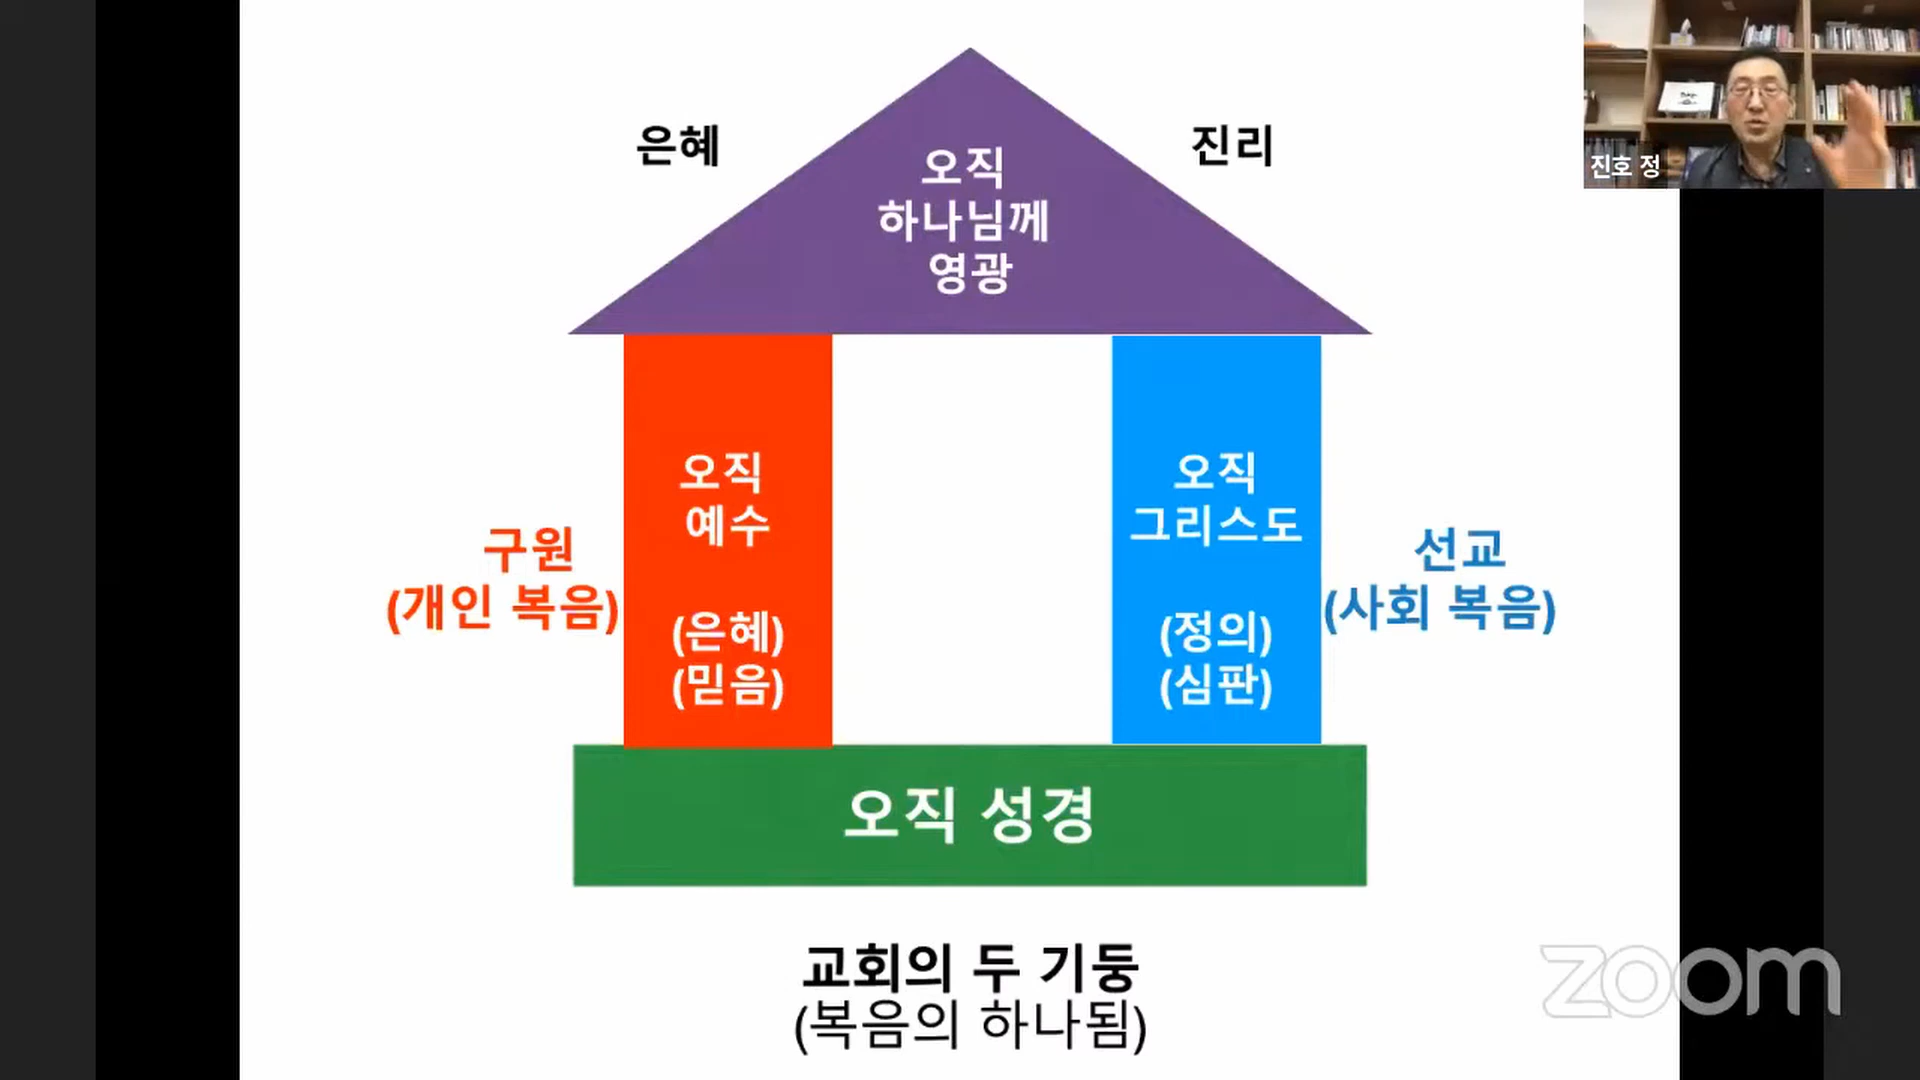 은혜
진리
오직
하나님께
영광
오직
예수
(은혜)
(믿음)
오직
그리스도
(정의)
(심판)
구원
(개인 복음)
선교
(사회 복음)
오직 성경
교회의 두 기둥
(복음의 하나됨)
진호 정
zoom